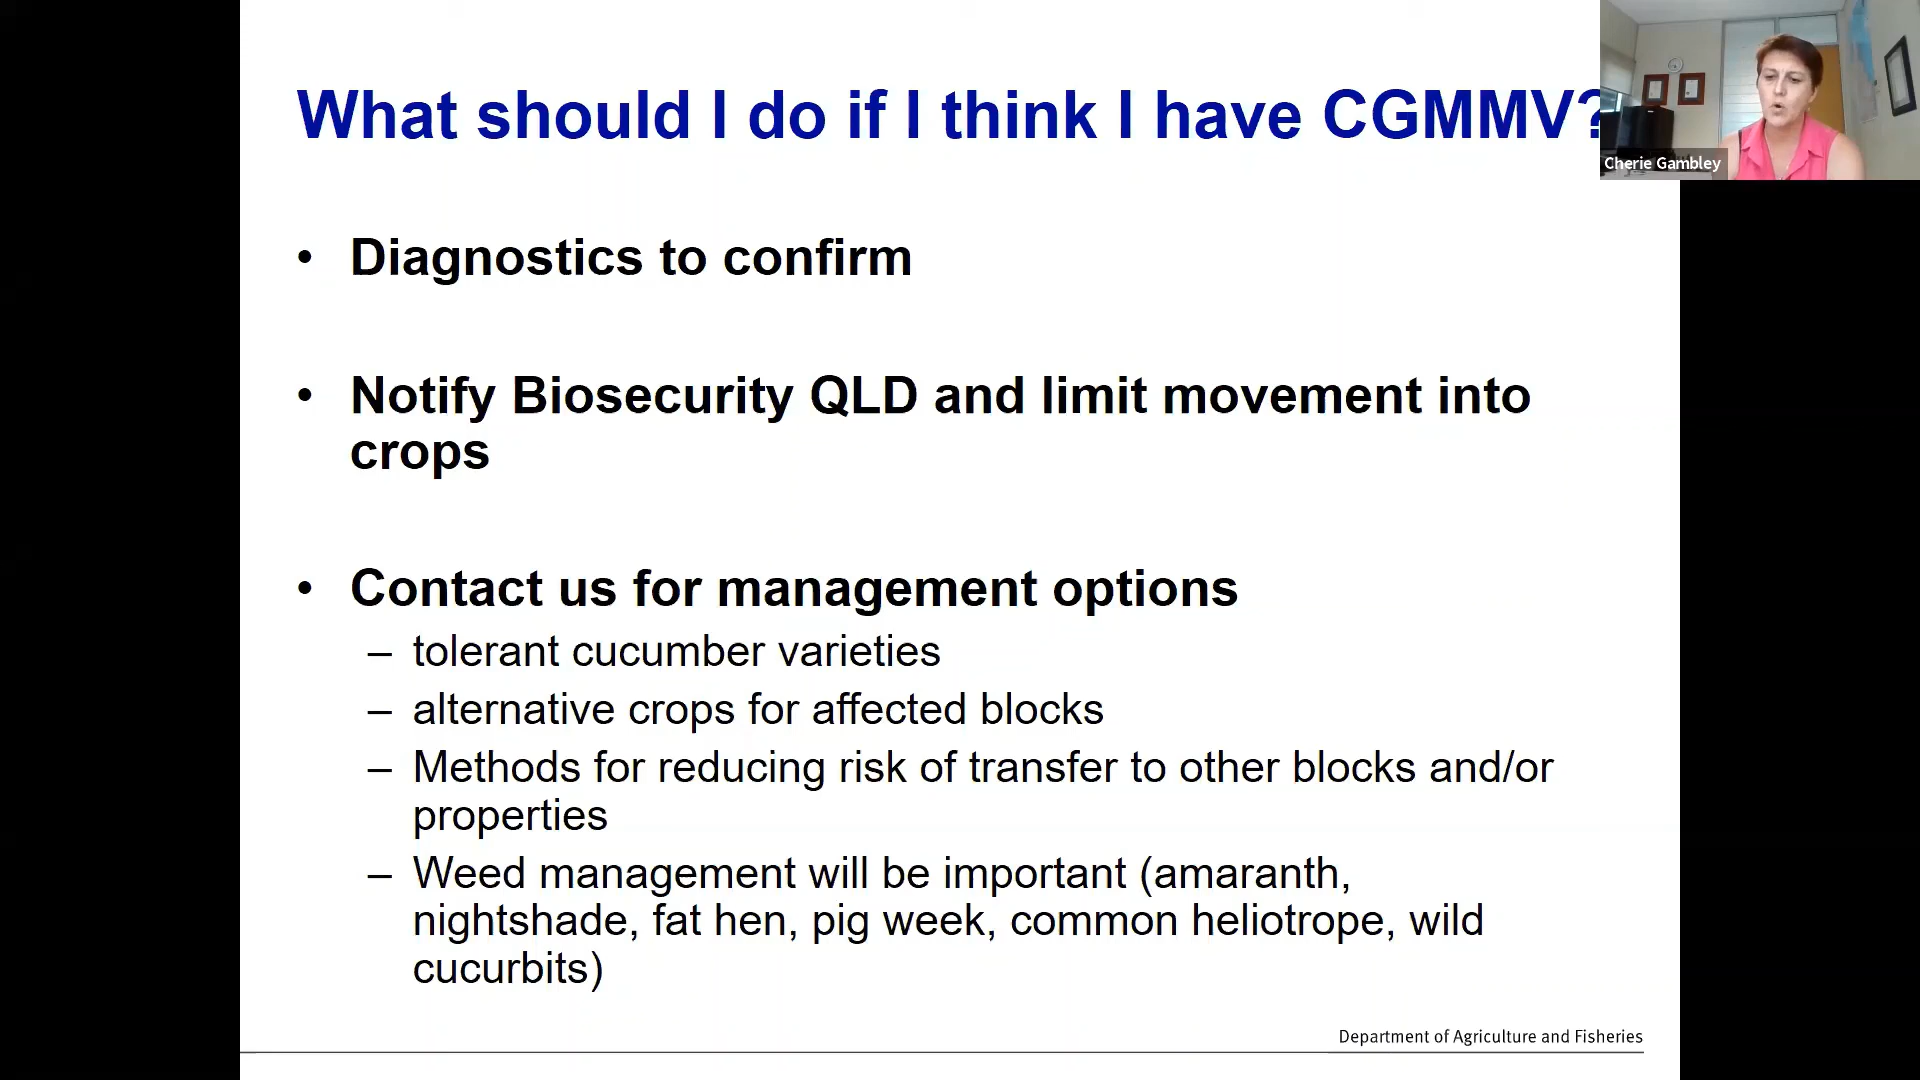 What should I do if I think I have CGMMV?
Cherie Gambley
• Diagnostics to confirm
• Notify Biosecurity QLD and limit movement into
crops
• Contact us for management options
– tolerant cucumber varieties
– alternative crops for affected blocks
– Methods for reducing risk of transfer to other blocks and/or
properties
– Weed management will be important (amaranth,
nightshade, fat hen, pig week, common heliotrope, wild
cucurbits)
Department of Agriculture and Fisheries